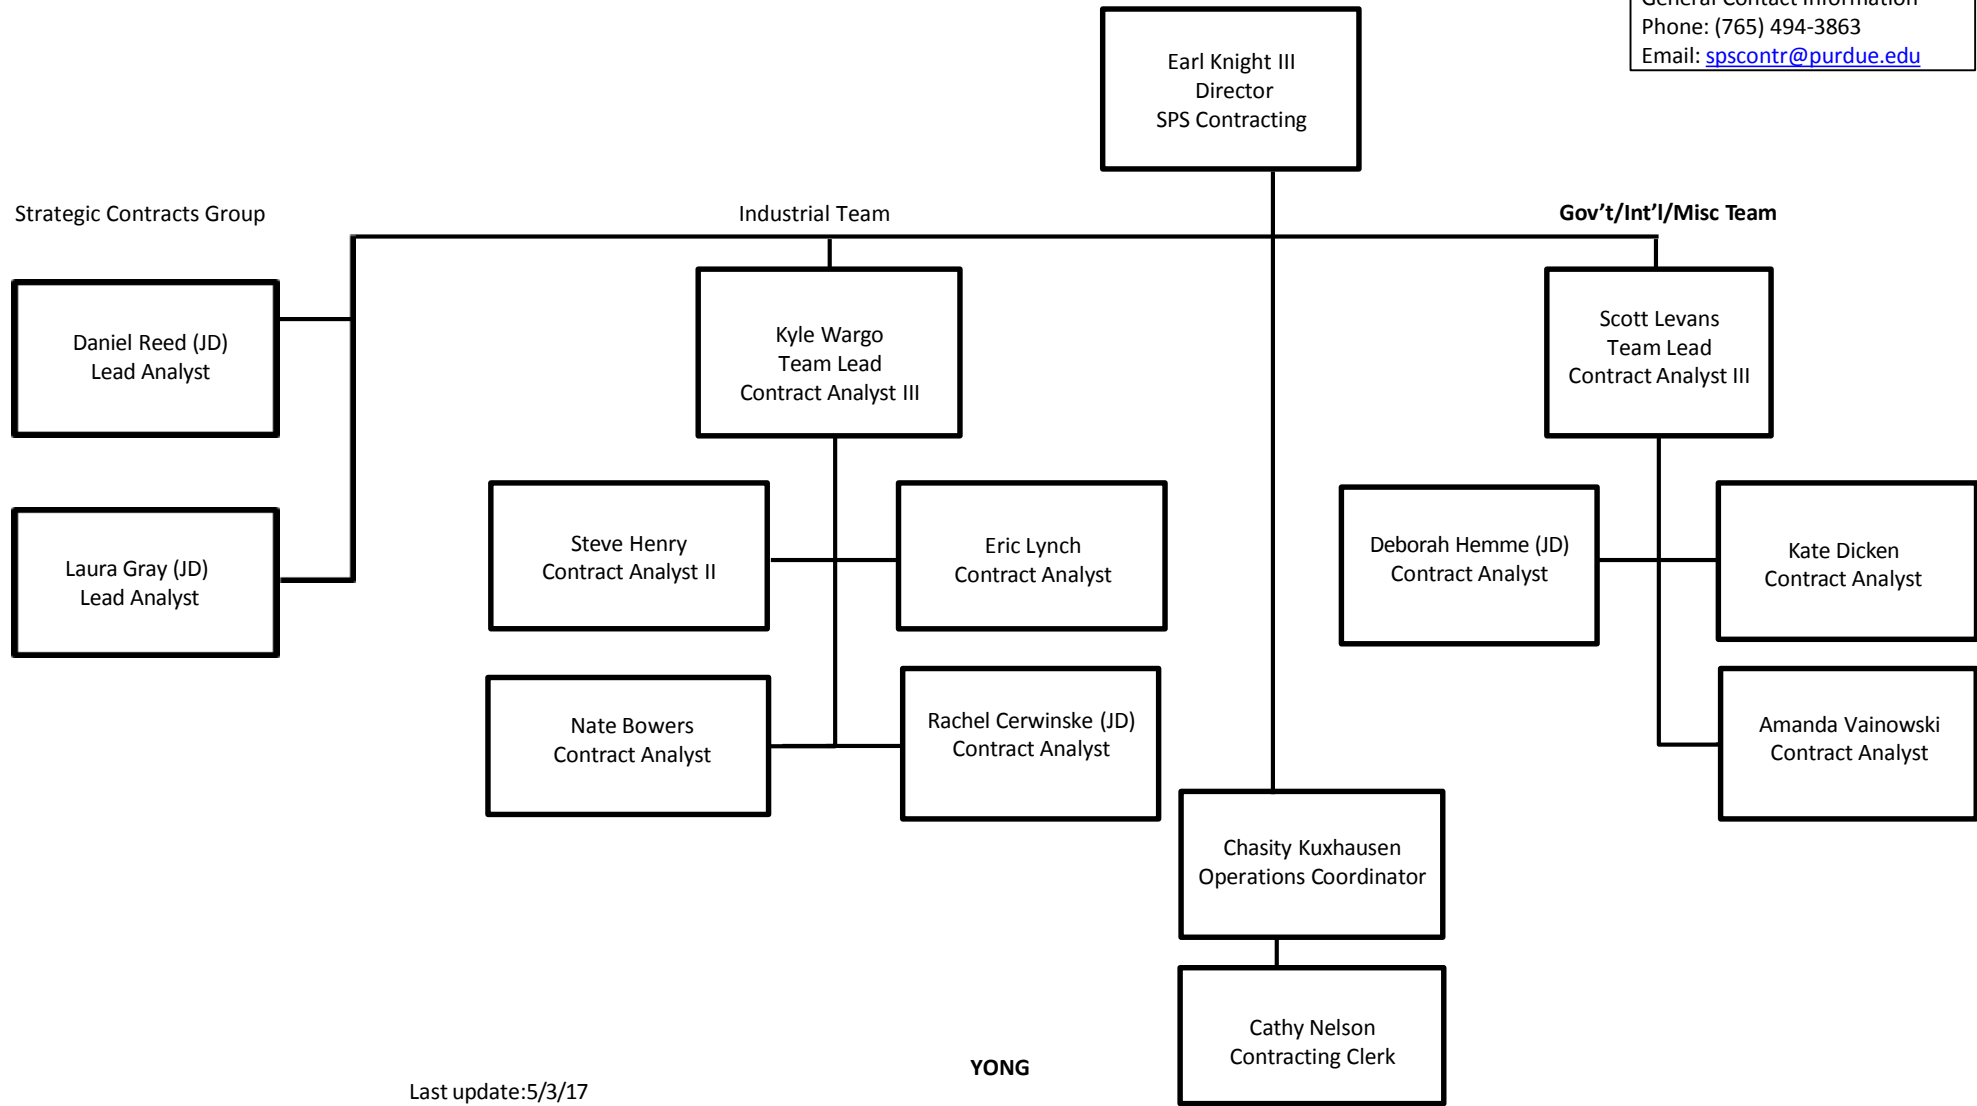 General Contact Information
Phone: (765) 494-3863
Email: spscontr@purdue.edu
Earl Knight III
Director
SPS Contracting
Strategic Contracts Group
Industrial Team
Gov’t/Int’l/Misc Team
Daniel Reed (JD)
Lead Analyst
Laura Gray (JD)
Lead Analyst
Kyle Wargo
Team Lead
Contract Analyst III
Steve Henry
Contract Analyst II
Eric Lynch
Contract Analyst
Nate Bowers
Contract Analyst
Rachel Cerwinske (JD)
Contract Analyst
Scott Levans
Team Lead
Contract Analyst III
Deborah Hemme (JD)
Contract Analyst
Kate Dicken
Contract Analyst
Amanda Vainowski
Contract Analyst
Chasity Kuxhausen
Operations Coordinator
Cathy Nelson
Contracting Clerk
YONG
Last update:5/3/17